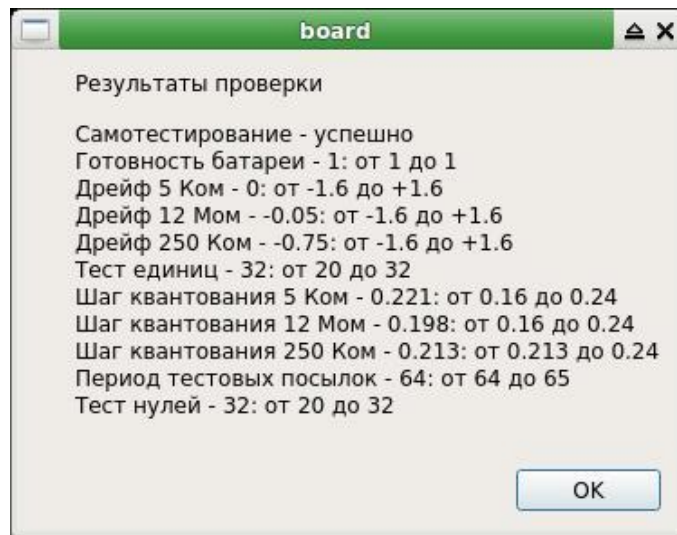 board
Результаты проверки
Самотестирование - успешно
Готовность батареи - 1: от 1 до 1
Дрейф 5 Ком - 0: от -1.6 до +1.6
Дрейф 12 Мом - -0.05: от -1.6 до +1.6
Дрейф 250 Ком - -0.75: от -1.6 до +1.6
Тест единиц - 32: от 20 до 32
Шаг квантования 5 Ком - 0.221: от 0.16 до 0.24
Шаг квантования 12 Мом - 0.198: от 0.16 до 0.24
Шаг квантования 250 Ком - 0.213: от 0.213 до 0.24
Период тестовых посылок - 64: от 64 до 65
Тест нулей - 32: от 20 до 32
OK